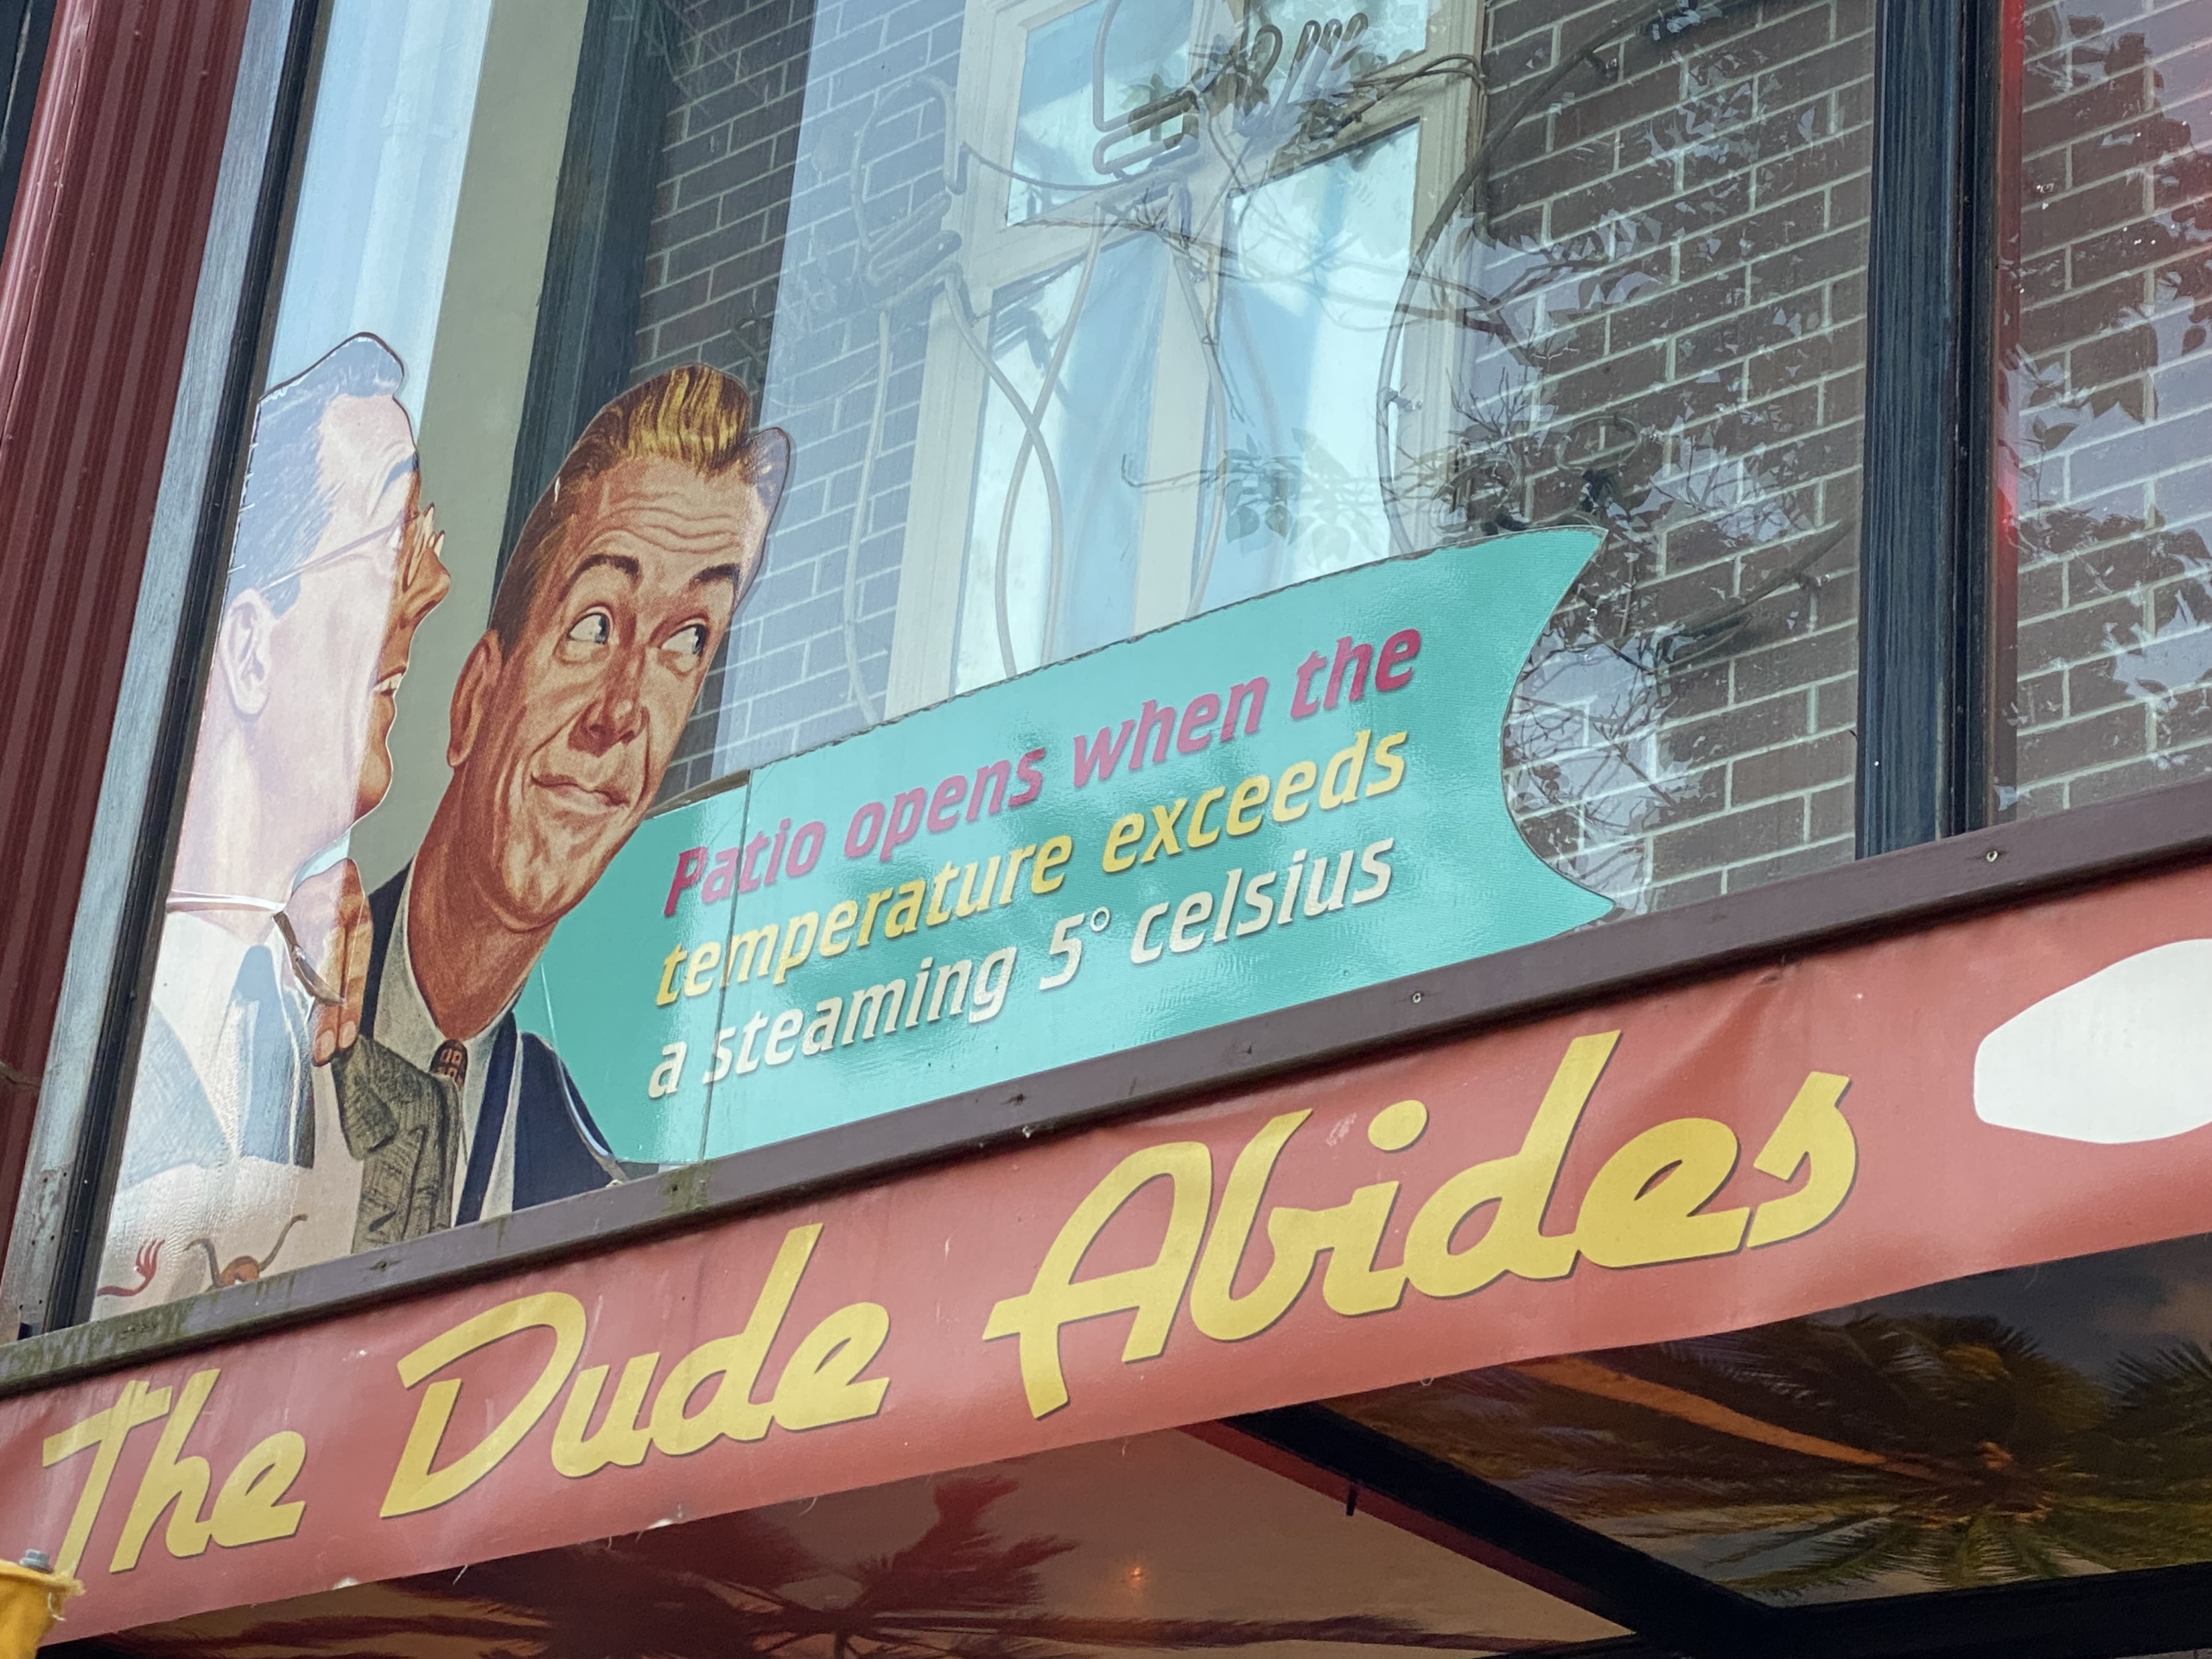 Patio opens when the
temperature exceeds
a steaming 5° celsius
The Dude Abides